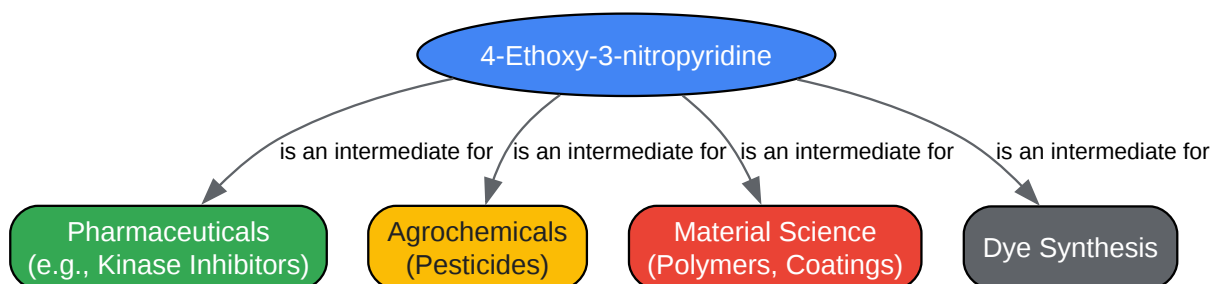 4-Ethoxy-3-nitropyridine
is an intermediate for
is an intermediate for
is an intermediate for
is an intermediate for
Pharmaceuticals
(e.g., Kinase Inhibitors)
Agrochemicals
(Pesticides)
Material Science
(Polymers, Coatings)
Dye Synthesis